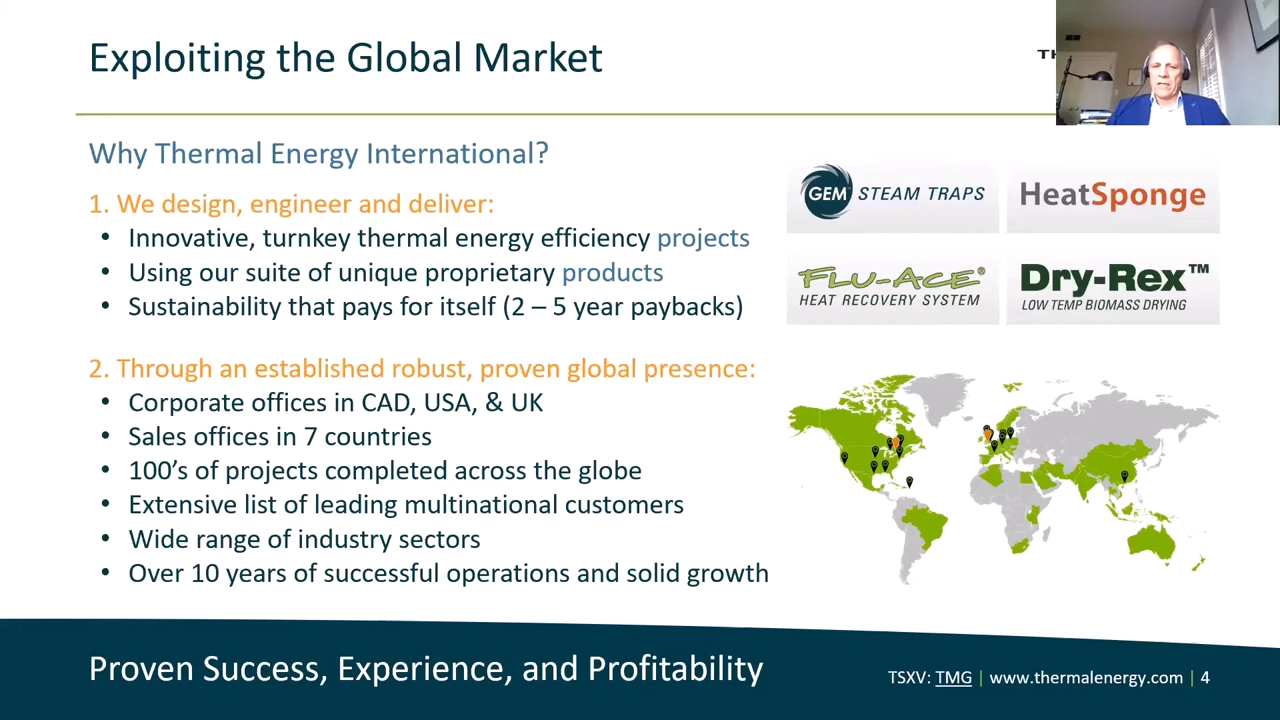 Exploiting the Global Market
Why Thermal Energy International?
1. We design, engineer and deliver:
• Innovative, turnkey thermal energy efficiency projects
• Using our suite of unique proprietary products
• Sustainability that pays for itself (2 – 5 year paybacks)
2. Through an established robust, proven global presence:
• Corporate offices in CAD, USA, & UK
• Sales offices in 7 countries
• 100’s of projects completed across the globe
• Extensive list of leading multinational customers
• Wide range of industry sectors
• Over 10 years of successful operations and solid growth
GEM STEAM TRAPS
HeatSponge
FLU-ACE®
HEAT RECOVERY SYSTEM
Dry-Rex™
LOW TEMP BIOMASS DRYING
Proven Success, Experience, and Profitability
TSXV: TMG | www.thermalenergy.com | 4